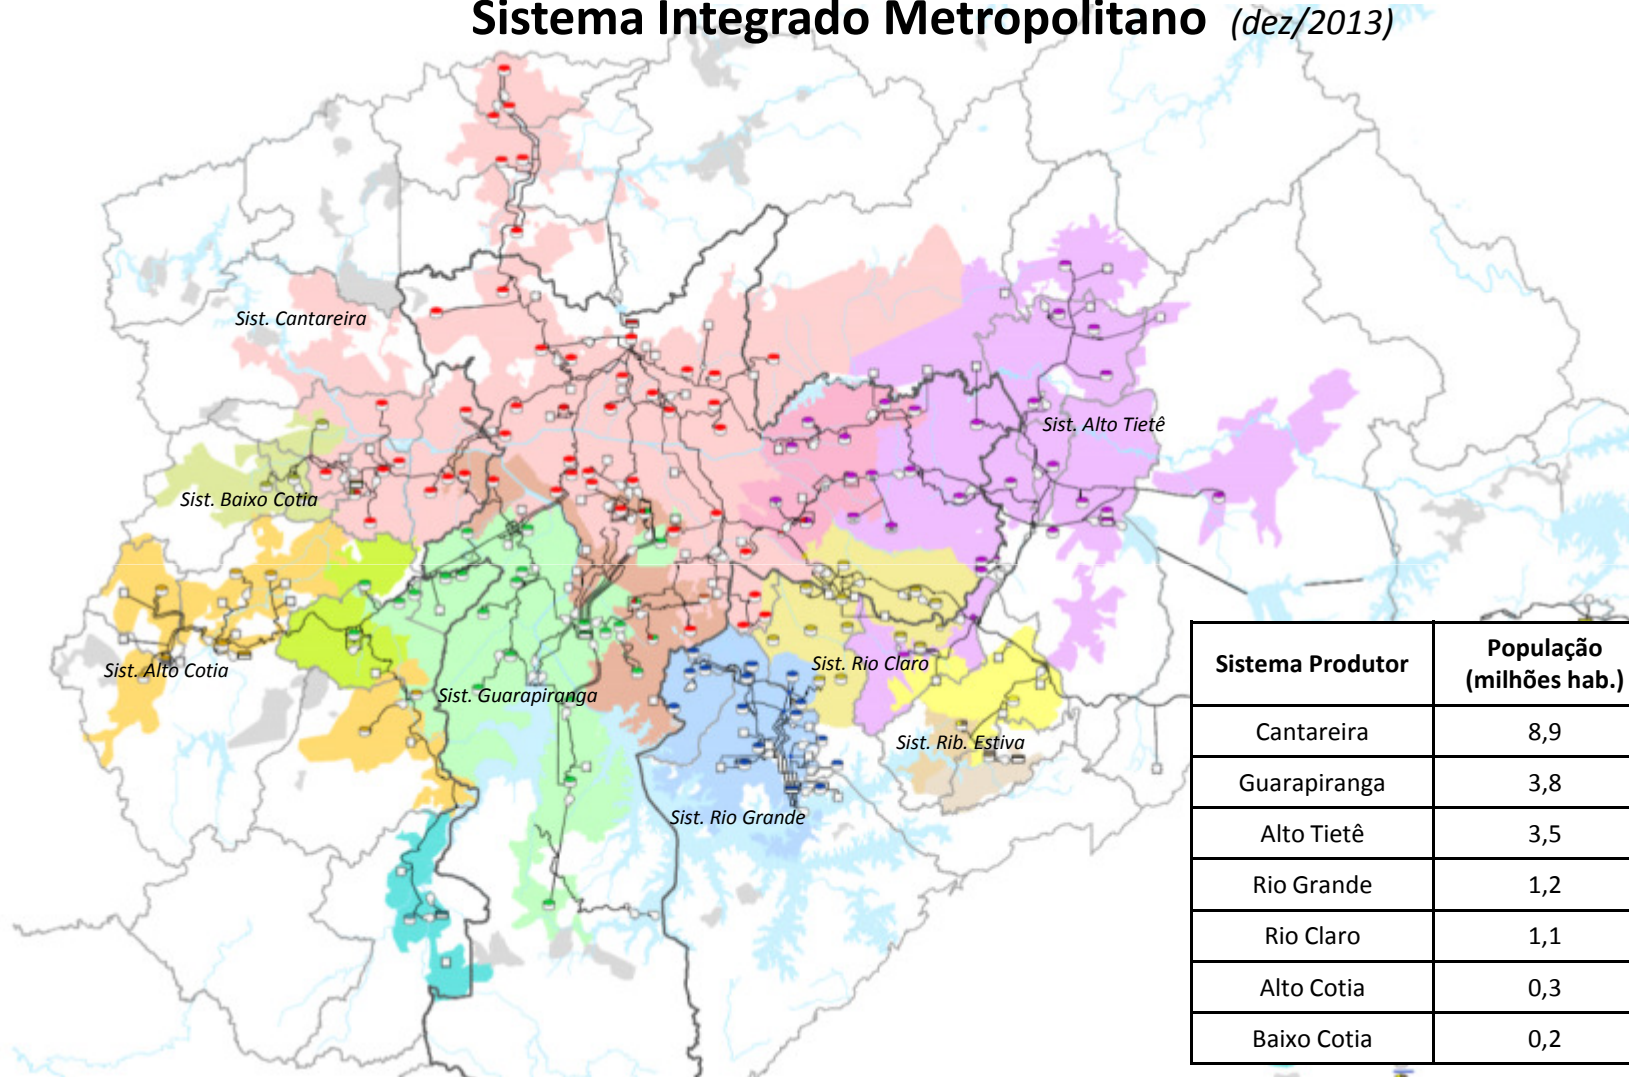 Sistema Integrado Metropolitano (dez/2013)
Sist. Cantareira
Sist. Alto Tietê
Sist. Baixo Cotia
Sist. Alto Cotia
Sist. Guarapiranga
Sist. Rio Claro
Sist. Rib. Estiva
Sist. Rio Grande
Sistema Produtor População (milhões hab.)
Cantareira 8,9
Guarapiranga 3,8
Alto Tietê 3,5
Rio Grande 1,2
Rio Claro 1,1
Alto Cotia 0,3
Baixo Cotia 0,2